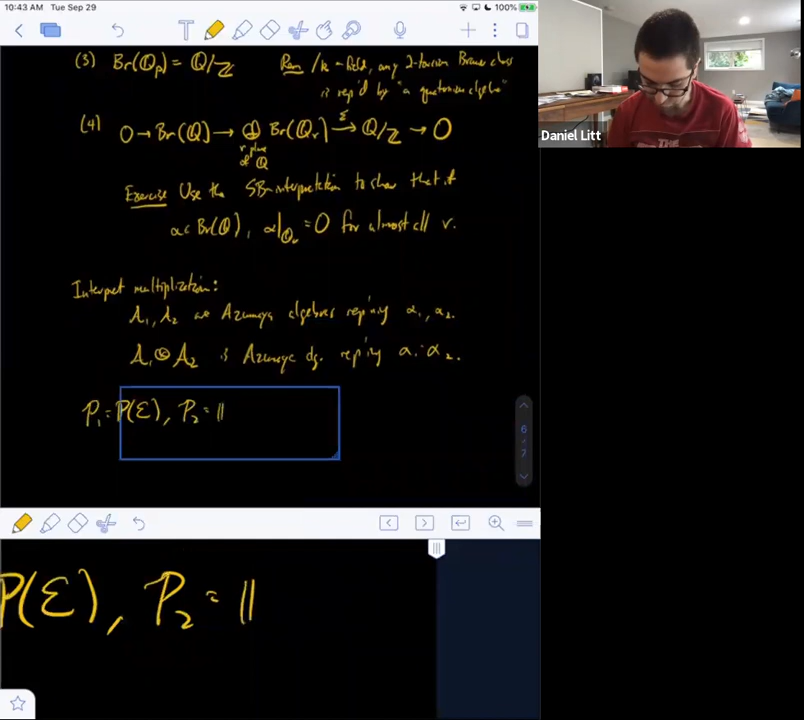 10:43 AM Tue Sep 29
100%
(3) Br(ℚ_p) = ℚ/ℤ
Rem /k - field, any 2-torsion Brauer class
is rep'd by "a quaternion algebra"
(4) 0 → Br(ℚ) → ⊕ Br(ℚ_v) →^Σ ℚ/ℤ → 0
v place
of ℚ
Exercise Use the SB interpretation to show that if
α ∈ Br(ℚ), α|_{ℚ_v} = 0 for almost all v.
Interpret multiplication:
A₁, A₂ are Azumaya algebras rep'ing α₁, α₂.
A₁ ⊗ A₂ is Azumaya alg. rep'ing α₁·α₂.
P₁ = P(ℰ), P₂ = ||
6
7
P(ℰ), P₂ = ||
Daniel Litt